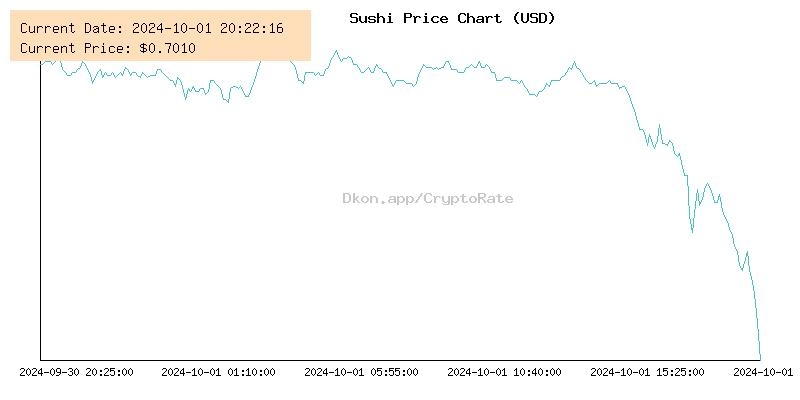 Sushi Price Chart (USD)
Current Date: 2024-10-01 20:22:16
Current Price: $0.7010
Dkon.app/CryptoRate
2024-09-30 20:25:00
2024-10-01 01:10:00
2024-10-01 05:55:00
2024-10-01 10:40:00
2024-10-01 15:25:00
2024-10-01